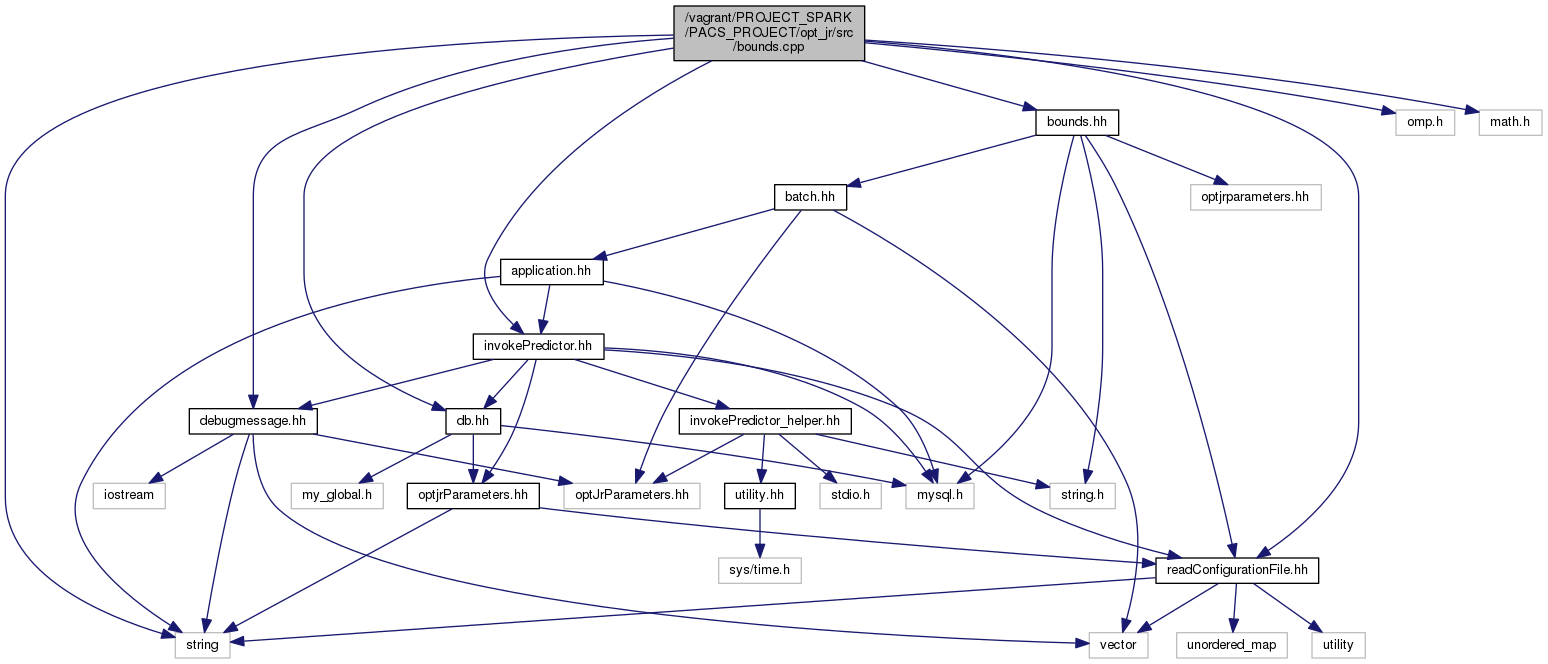 /vagrant/PROJECT_SPARK
/PACS_PROJECT/opt_jr/src
/bounds.cpp
bounds.hh
omp.h
math.h
batch.hh
optjrparameters.hh
application.hh
invokePredictor.hh
debugmessage.hh
db.hh
invokePredictor_helper.hh
iostream
my_global.h
optjrParameters.hh
optJrParameters.hh
utility.hh
stdio.h
mysql.h
string.h
sys/time.h
readConfigurationFile.hh
string
vector
unordered_map
utility